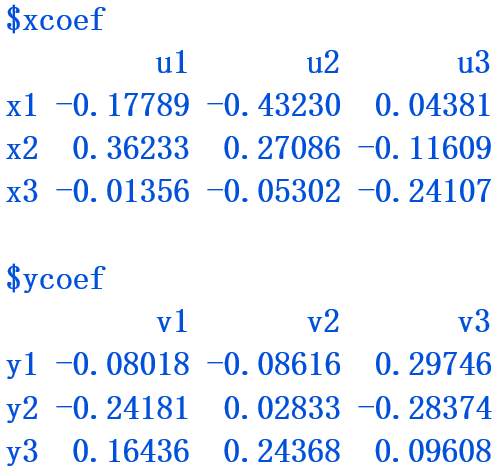 $xcoef
u1 u2 u3
x1 -0.17789 -0.43230 0.04381
x2 0.36233 0.27086 -0.11609
x3 -0.01356 -0.05302 -0.24107
$ycoef
v1 v2 v3
y1 -0.08018 -0.08616 0.29746
y2 -0.24181 0.02833 -0.28374
y3 0.16436 0.24368 0.09608